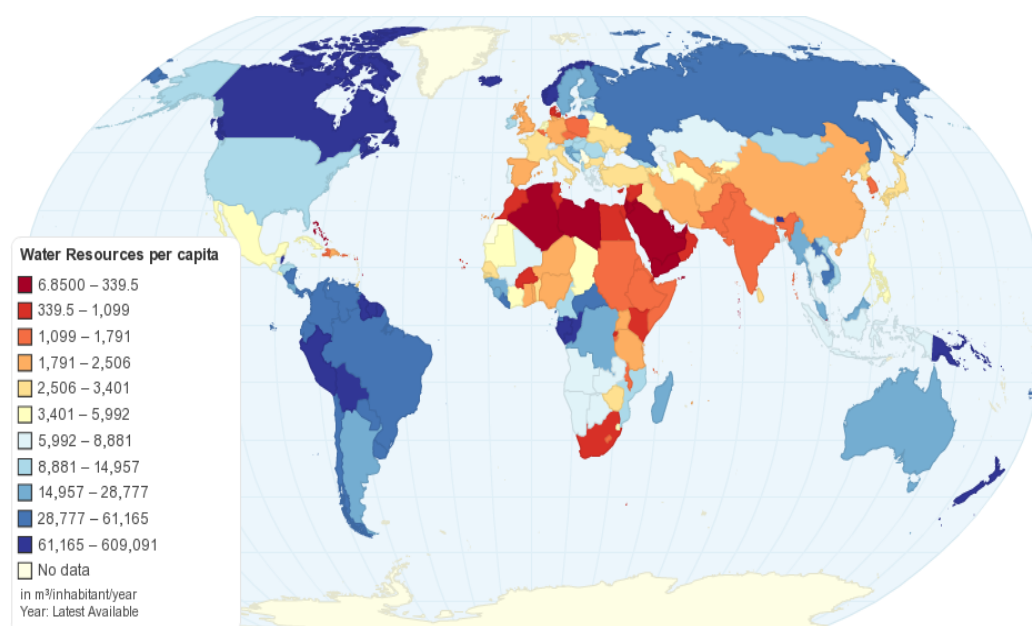 Water Resources per capita
6.8500 – 339.5
339.5 – 1,099
1,099 – 1,791
1,791 – 2,506
2,506 – 3,401
3,401 – 5,992
5,992 – 8,881
8,881 – 14,957
14,957 – 28,777
28,777 – 61,165
61,165 – 609,091
No data
in m³/inhabitant/year
Year: Latest Available